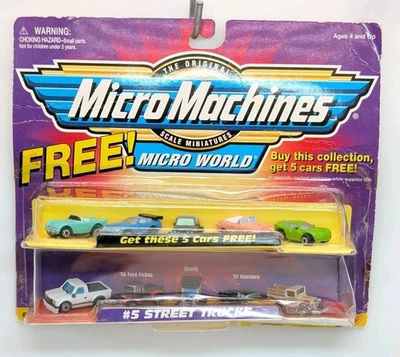 WARNING:
CHOKING HAZARD-Small parts.
Not for children under 3 years.
Ages 4 and Up
THE ORIGINAL
Micro Machines
SCALE MINIATURES
MICRO WORLD
FREE!
Buy this collection,
get 5 cars FREE!
Get these 5 Cars FREE!
Ford Pickup
'57 Ranchero
#5 STREET TRUCKS